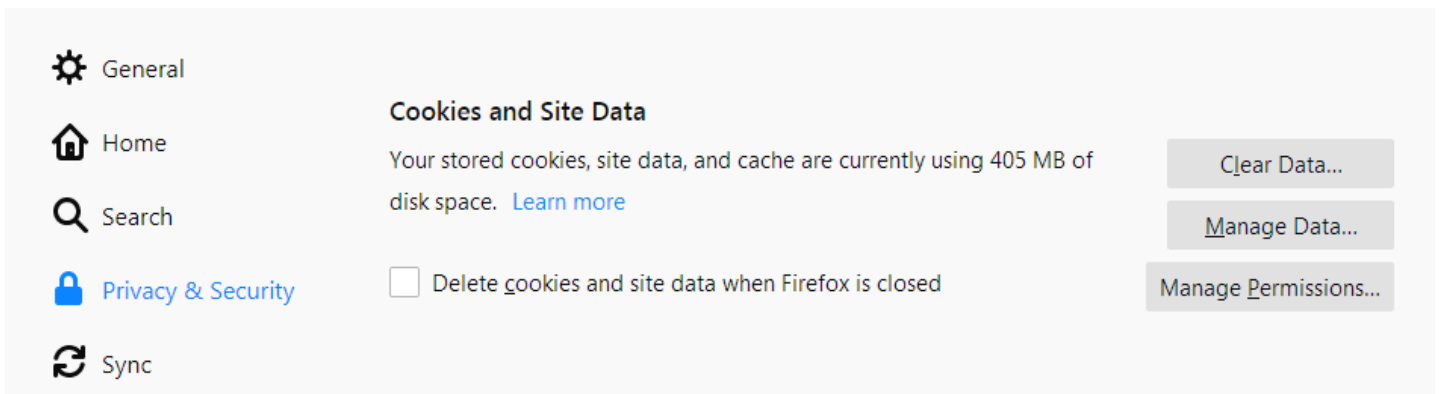 General
Home
Search
Privacy & Security
Sync
Cookies and Site Data
Your stored cookies, site data, and cache are currently using 405 MB of
disk space. Learn more
Delete cookies and site data when Firefox is closed
Clear Data...
Manage Data...
Manage Permissions...